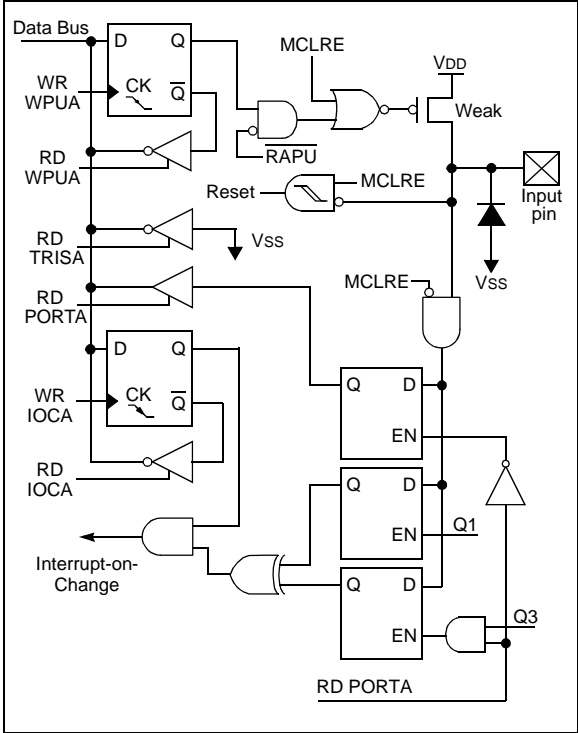 Data Bus
D
Q
MCLRE
VDD
WR
WPUA
CK
Q
Weak
RD
WPUA
RAPU
Reset
MCLRE
Input
pin
RD
TRISA
VSS
VSS
RD
PORTA
MCLRE
D
Q
Q
D
WR
IOCA
CK
Q
EN
RD
IOCA
Q
D
EN
Q1
Interrupt-on-
Change
Q
D
EN
Q3
RD PORTA